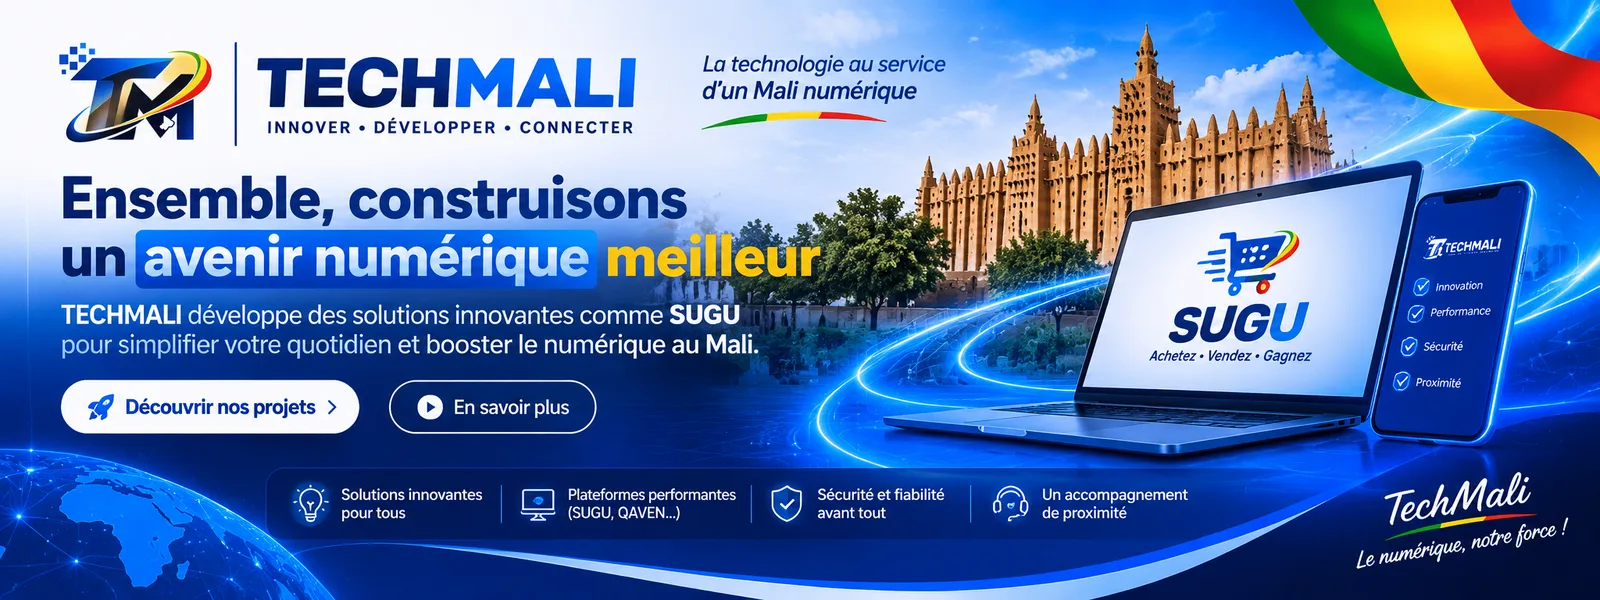 TM
TECHMALI
INNOVER • DÉVELOPPER • CONNECTER
La technologie au service
d'un Mali numérique
Ensemble, construisons
un avenir numérique meilleur
TECHMALI développe des solutions innovantes comme SUGU
pour simplifier votre quotidien et booster le numérique au Mali.
Découvrir nos projets
En savoir plus
SUGU
Achetez • Vendez • Gagnez
TECHMALI
Innovation
Performance
Sécurité
Proximité
Solutions innovantes
pour tous
Plateformes performantes
(SUGU, QAVEN...)
Sécurité et fiabilité
avant tout
Un accompagnement
de proximité
TechMali
Le numérique, notre force !